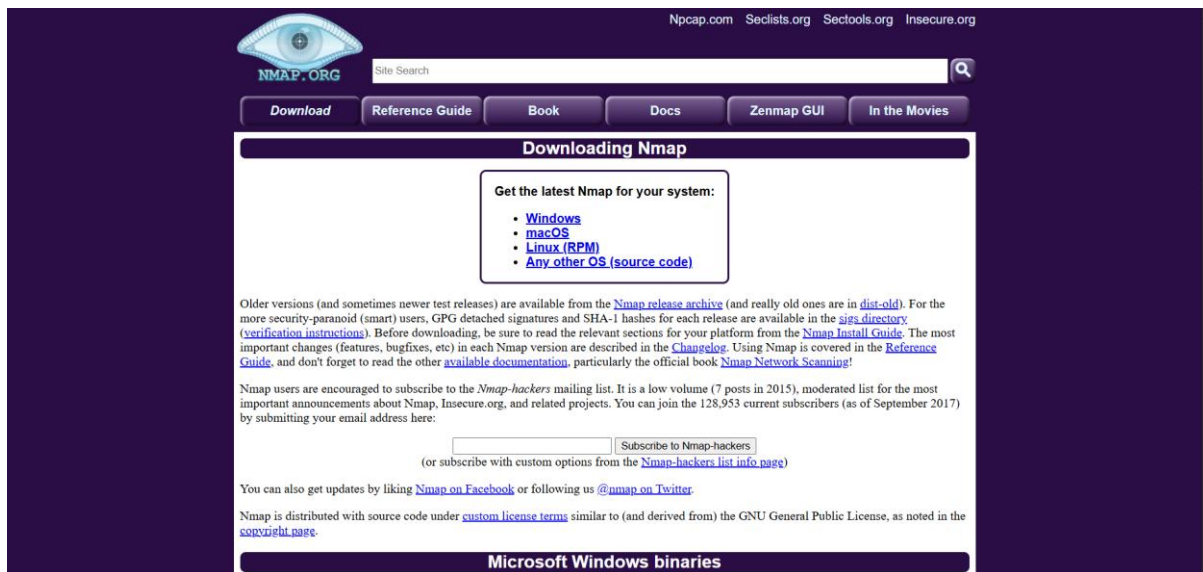 Npcap.com Seclists.org Sectools.org Insecure.org
NMAP.ORG
Site Search
Download Reference Guide Book Docs Zenmap GUI In the Movies
Downloading Nmap
Get the latest Nmap for your system:
• Windows
• macOS
• Linux (RPM)
• Any other OS (source code)
Older versions (and sometimes newer test releases) are available from the Nmap release archive (and really old ones are in dist-old). For the
more security-paranoid (smart) users, GPG detached signatures and SHA-1 hashes for each release are available in the sigs directory
(verification instructions). Before downloading, be sure to read the relevant sections for your platform from the Nmap Install Guide. The most
important changes (features, bugfixes, etc) in each Nmap version are described in the Changelog. Using Nmap is covered in the Reference
Guide, and don't forget to read the other available documentation, particularly the official book Nmap Network Scanning!
Nmap users are encouraged to subscribe to the Nmap-hackers mailing list. It is a low volume (7 posts in 2015), moderated list for the most
important announcements about Nmap, Insecure.org, and related projects. You can join the 128,953 current subscribers (as of September 2017)
by submitting your email address here:
Subscribe to Nmap-hackers
(or subscribe with custom options from the Nmap-hackers list info page)
You can also get updates by liking Nmap on Facebook or following us @nmap on Twitter.
Nmap is distributed with source code under custom license terms similar to (and derived from) the GNU General Public License, as noted in the
copyright page.
Microsoft Windows binaries